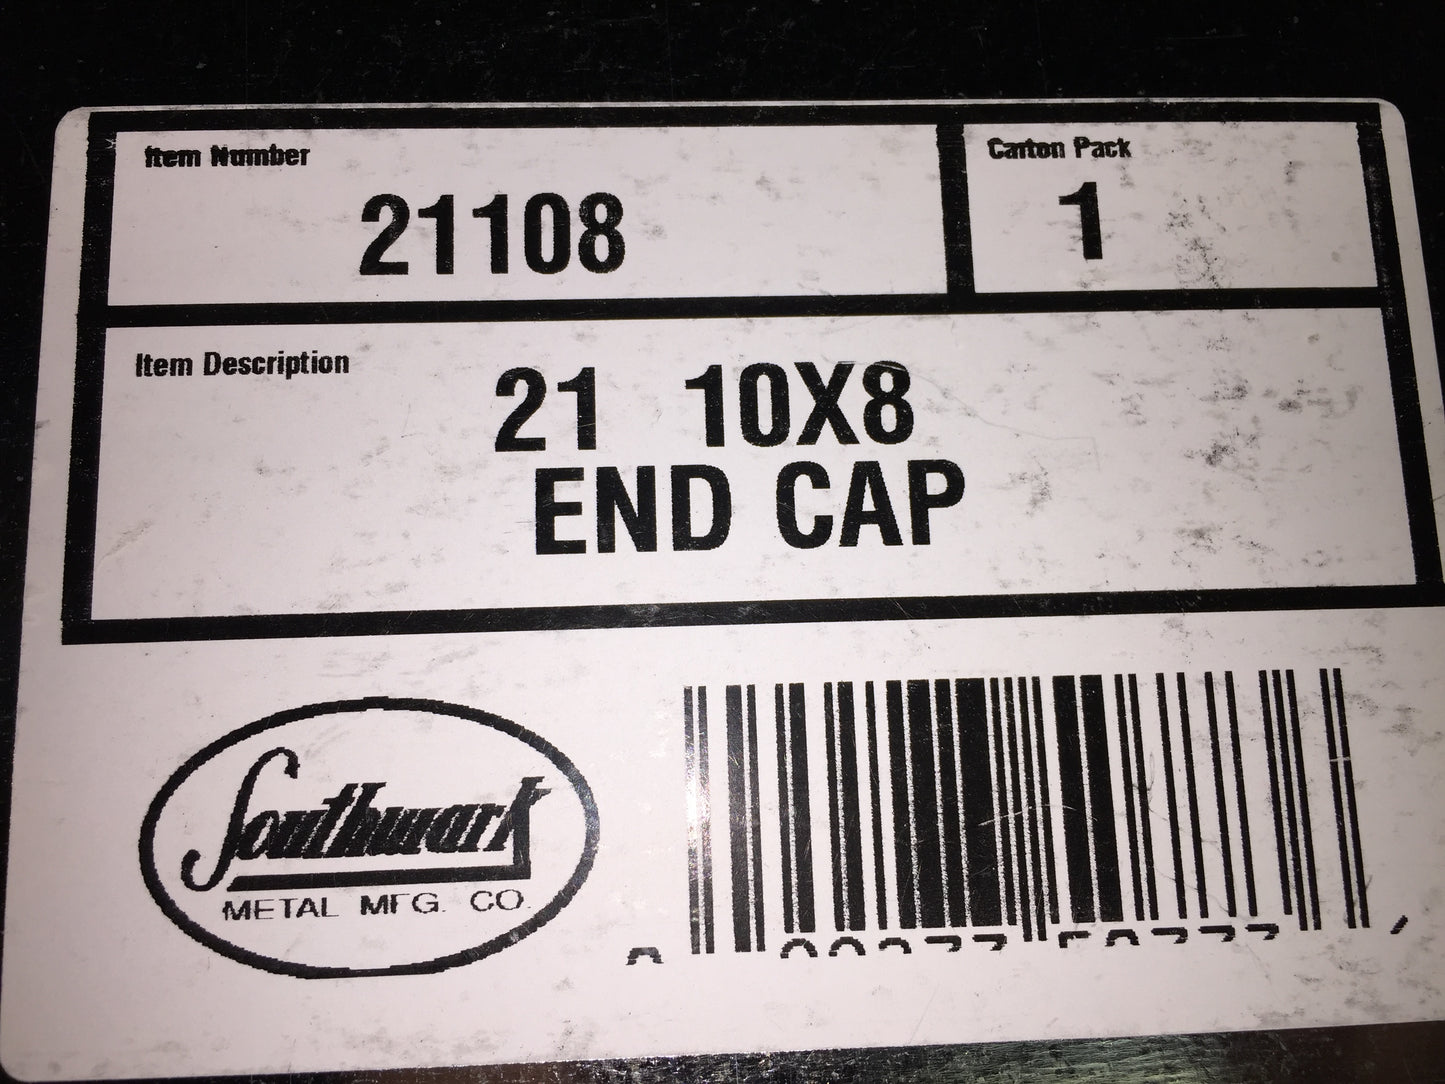 Item Number
21108
Carton Pack
1
Item Description
21 10X8
END CAP
Southwark
METAL MFG. CO.